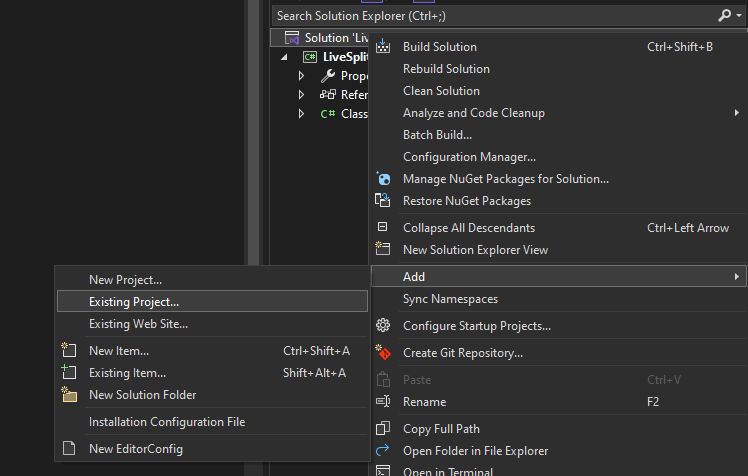 Search Solution Explorer (Ctrl+;)
Solution 'Liv
LiveSplit
Prope
Refer
C# Class
Build Solution Ctrl+Shift+B
Rebuild Solution
Clean Solution
Analyze and Code Cleanup
Batch Build...
Configuration Manager...
Manage NuGet Packages for Solution...
Restore NuGet Packages
Collapse All Descendants Ctrl+Left Arrow
New Solution Explorer View
Add
Sync Namespaces
Configure Startup Projects...
Create Git Repository...
Paste Ctrl+V
Rename F2
Copy Full Path
Open Folder in File Explorer
Open in Terminal
New Project...
Existing Project...
Existing Web Site...
New Item... Ctrl+Shift+A
Existing Item... Shift+Alt+A
New Solution Folder
Installation Configuration File
New EditorConfig